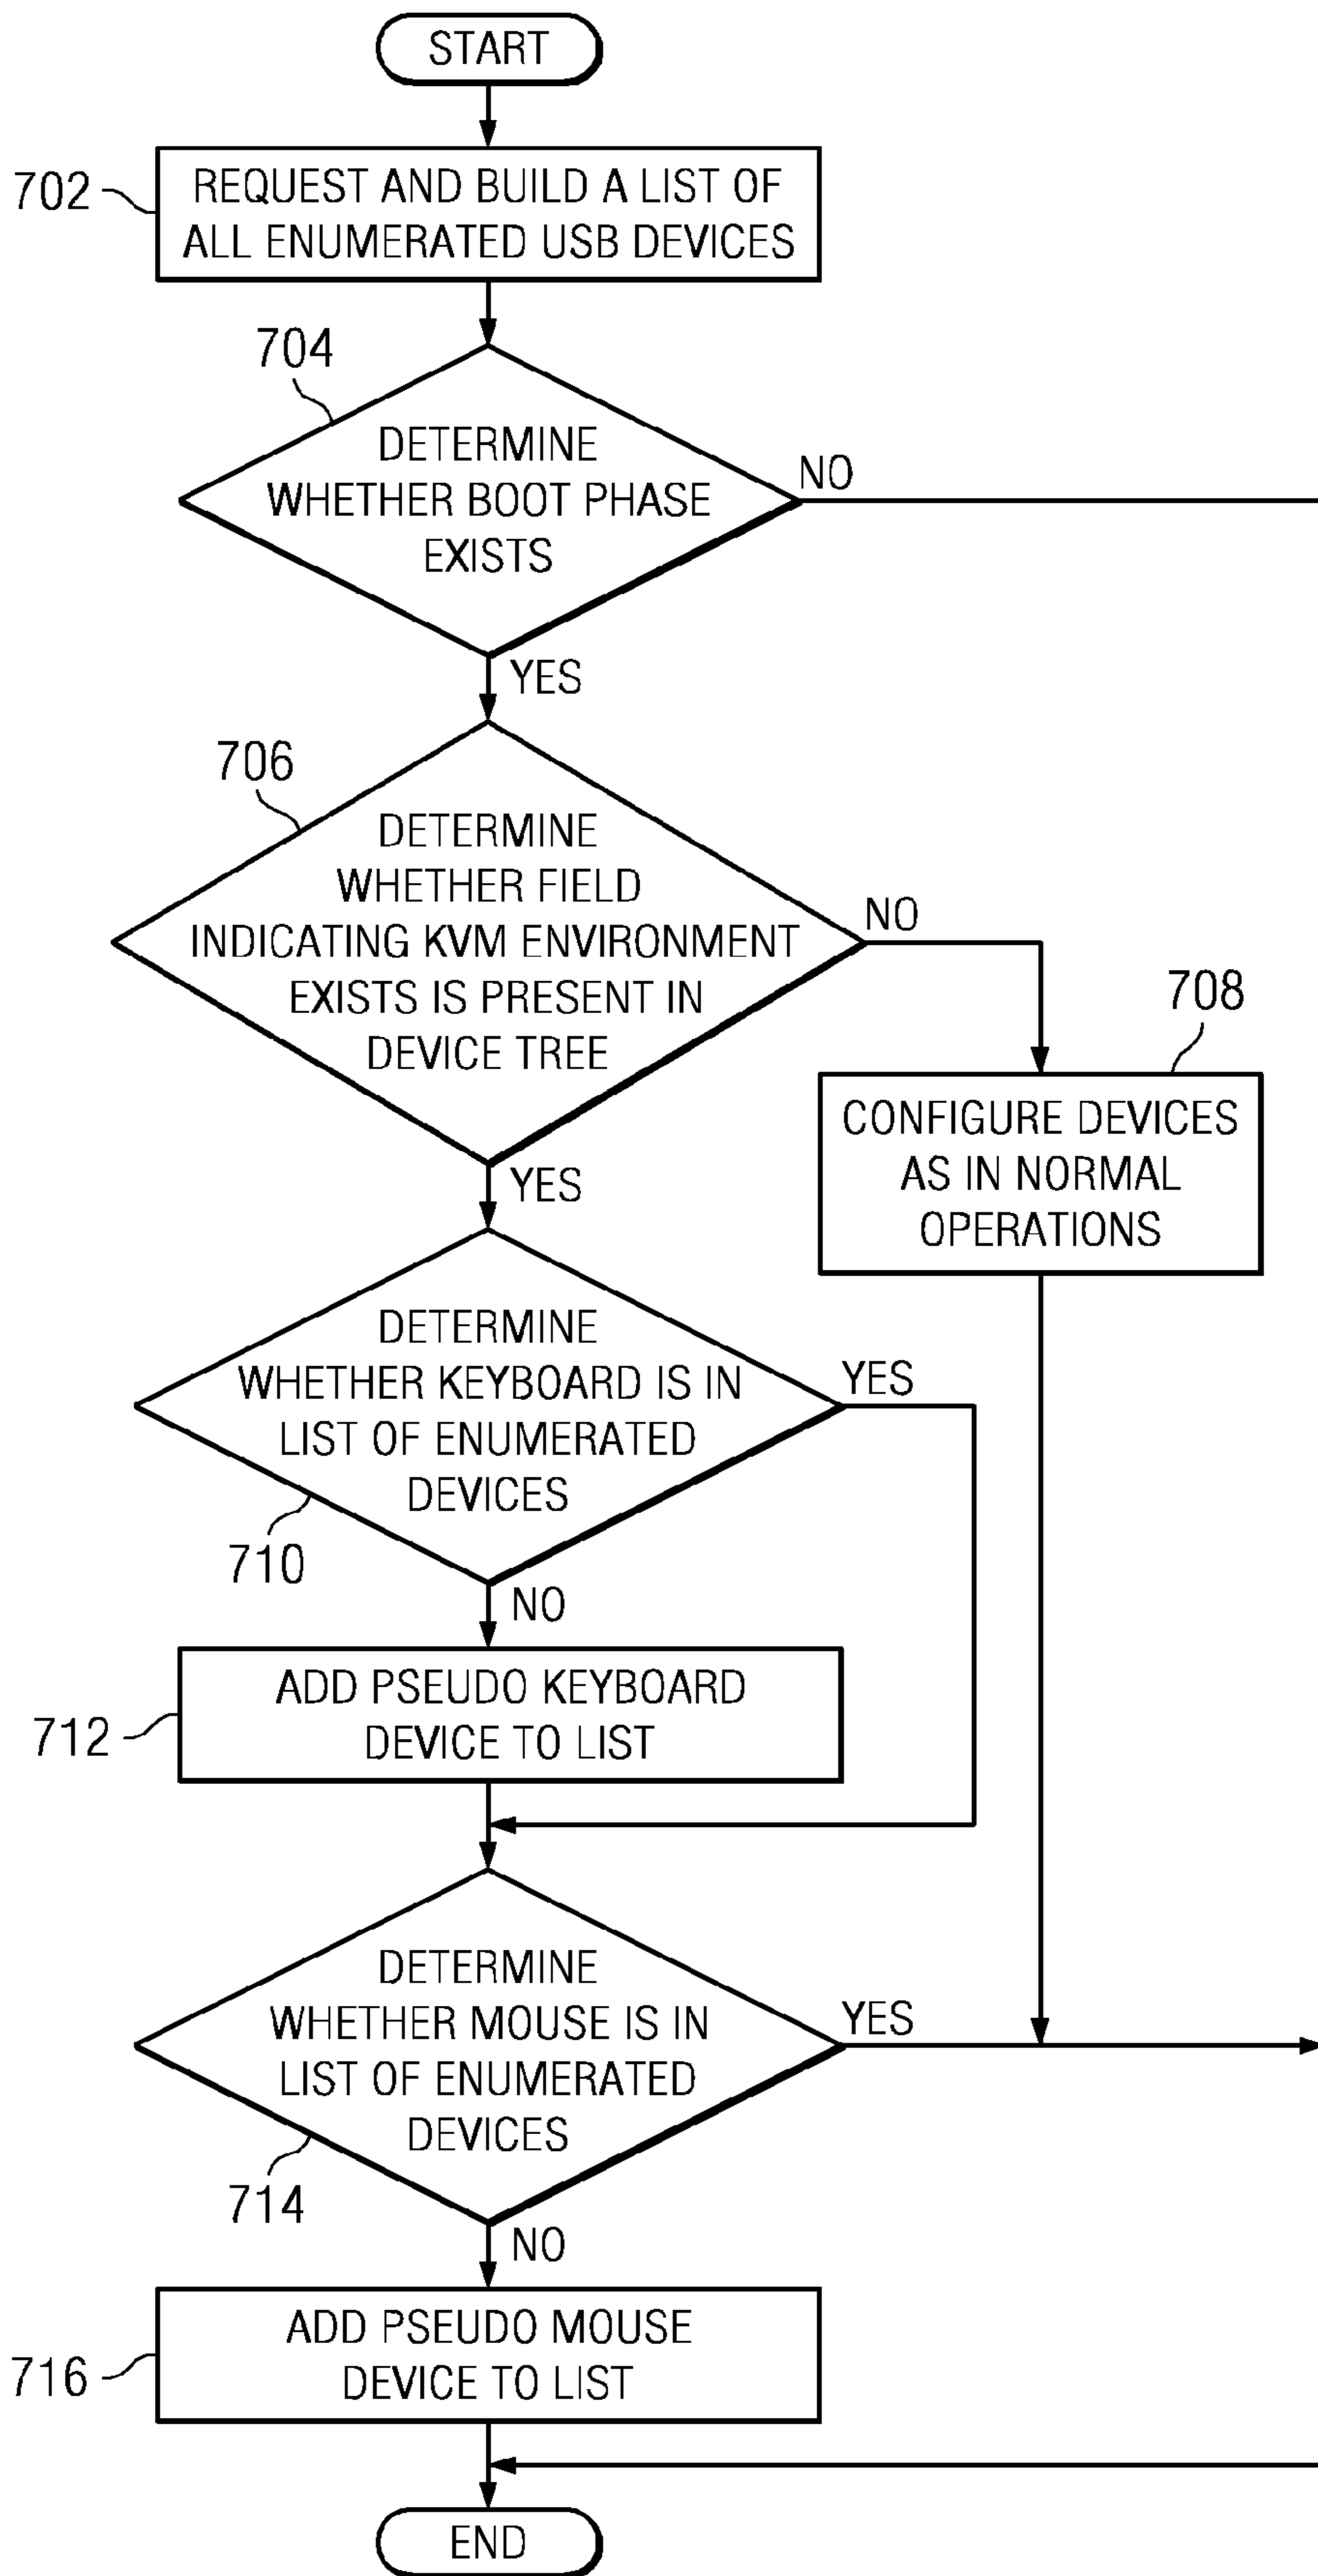 START
702
REQUEST AND BUILD A LIST OF
ALL ENUMERATED USB DEVICES
704
DETERMINE
WHETHER BOOT PHASE
EXISTS
NO
YES
706
DETERMINE
WHETHER FIELD
INDICATING KVM ENVIRONMENT
EXISTS IS PRESENT IN
DEVICE TREE
NO
YES
708
CONFIGURE DEVICES
AS IN NORMAL
OPERATIONS
DETERMINE
WHETHER KEYBOARD IS IN
LIST OF ENUMERATED
DEVICES
YES
710
NO
712
ADD PSEUDO KEYBOARD
DEVICE TO LIST
DETERMINE
WHETHER MOUSE IS IN
LIST OF ENUMERATED
DEVICES
YES
714
NO
716
ADD PSEUDO MOUSE
DEVICE TO LIST
END